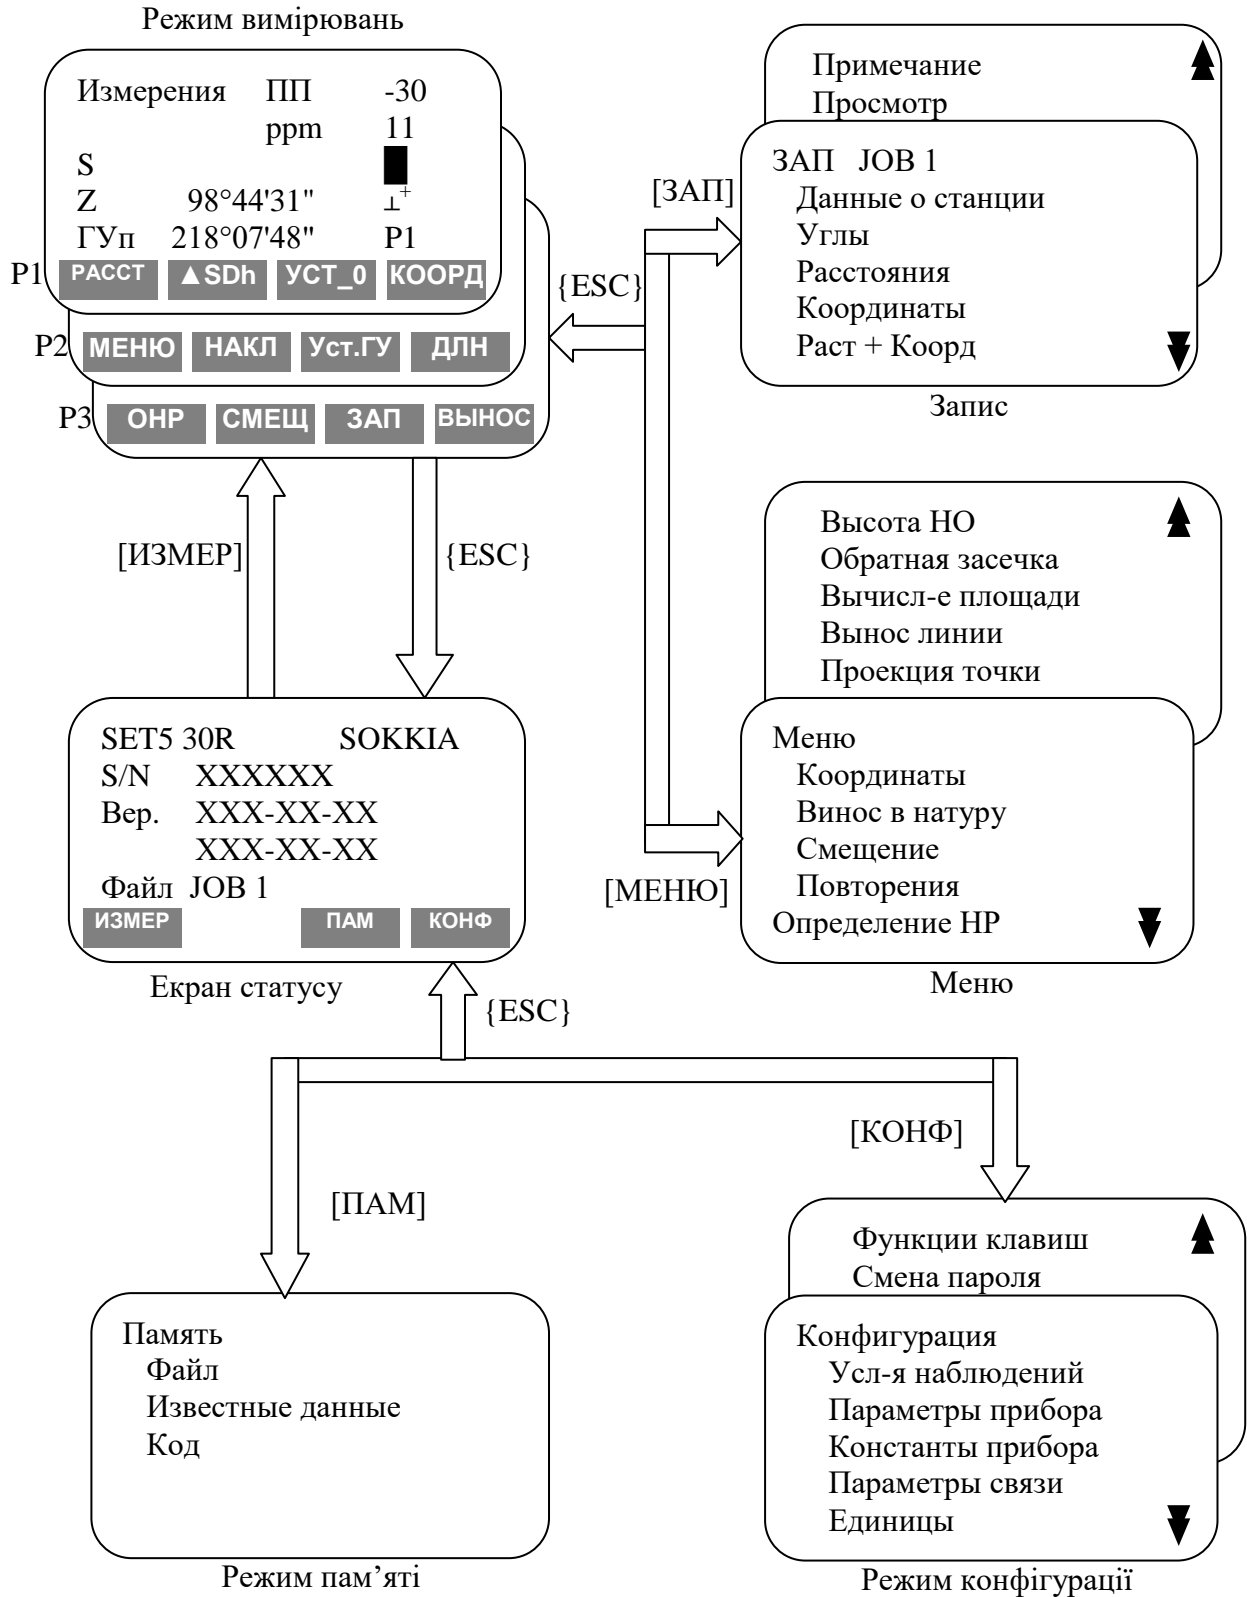 Режим вимірювань
Измерения ПП -30
ppm 11
S
Z 98°44'31" ⊥+
ГУп 218°07'48" P1
P1 РАССТ ▲SDh УСТ_0 КООРД
P2 МЕНЮ НАКЛ Уст.ГУ ДЛН
P3 ОНР СМЕЩ ЗАП ВЫНОС
[ЗАП]
{ESC}
Примечание
Просмотр
ЗАП JOB 1
Данные о станции
Углы
Расстояния
Координаты
Раст + Коорд
Запис
[ИЗМЕР]
{ESC}
Высота НО
Обратная засечка
Вычисл-е площади
Вынос линии
Проекция точки
SET5 30R SOKKIA
S/N XXXXXX
Вер. XXX-XX-XX
XXX-XX-XX
Файл JOB 1
ИЗМЕР ПАМ КОНФ
Екран статусу
[МЕНЮ]
Меню
Координаты
Винос в натуру
Смещение
Повторения
Определение НР
Меню
{ESC}
[КОНФ]
[ПАМ]
Память
Файл
Известные данные
Код
Режим пам’яті
Функции клавиш
Смена пароля
Конфигурация
Усл-я наблюдений
Параметры прибора
Константы прибора
Параметры связи
Единицы
Режим конфігурації